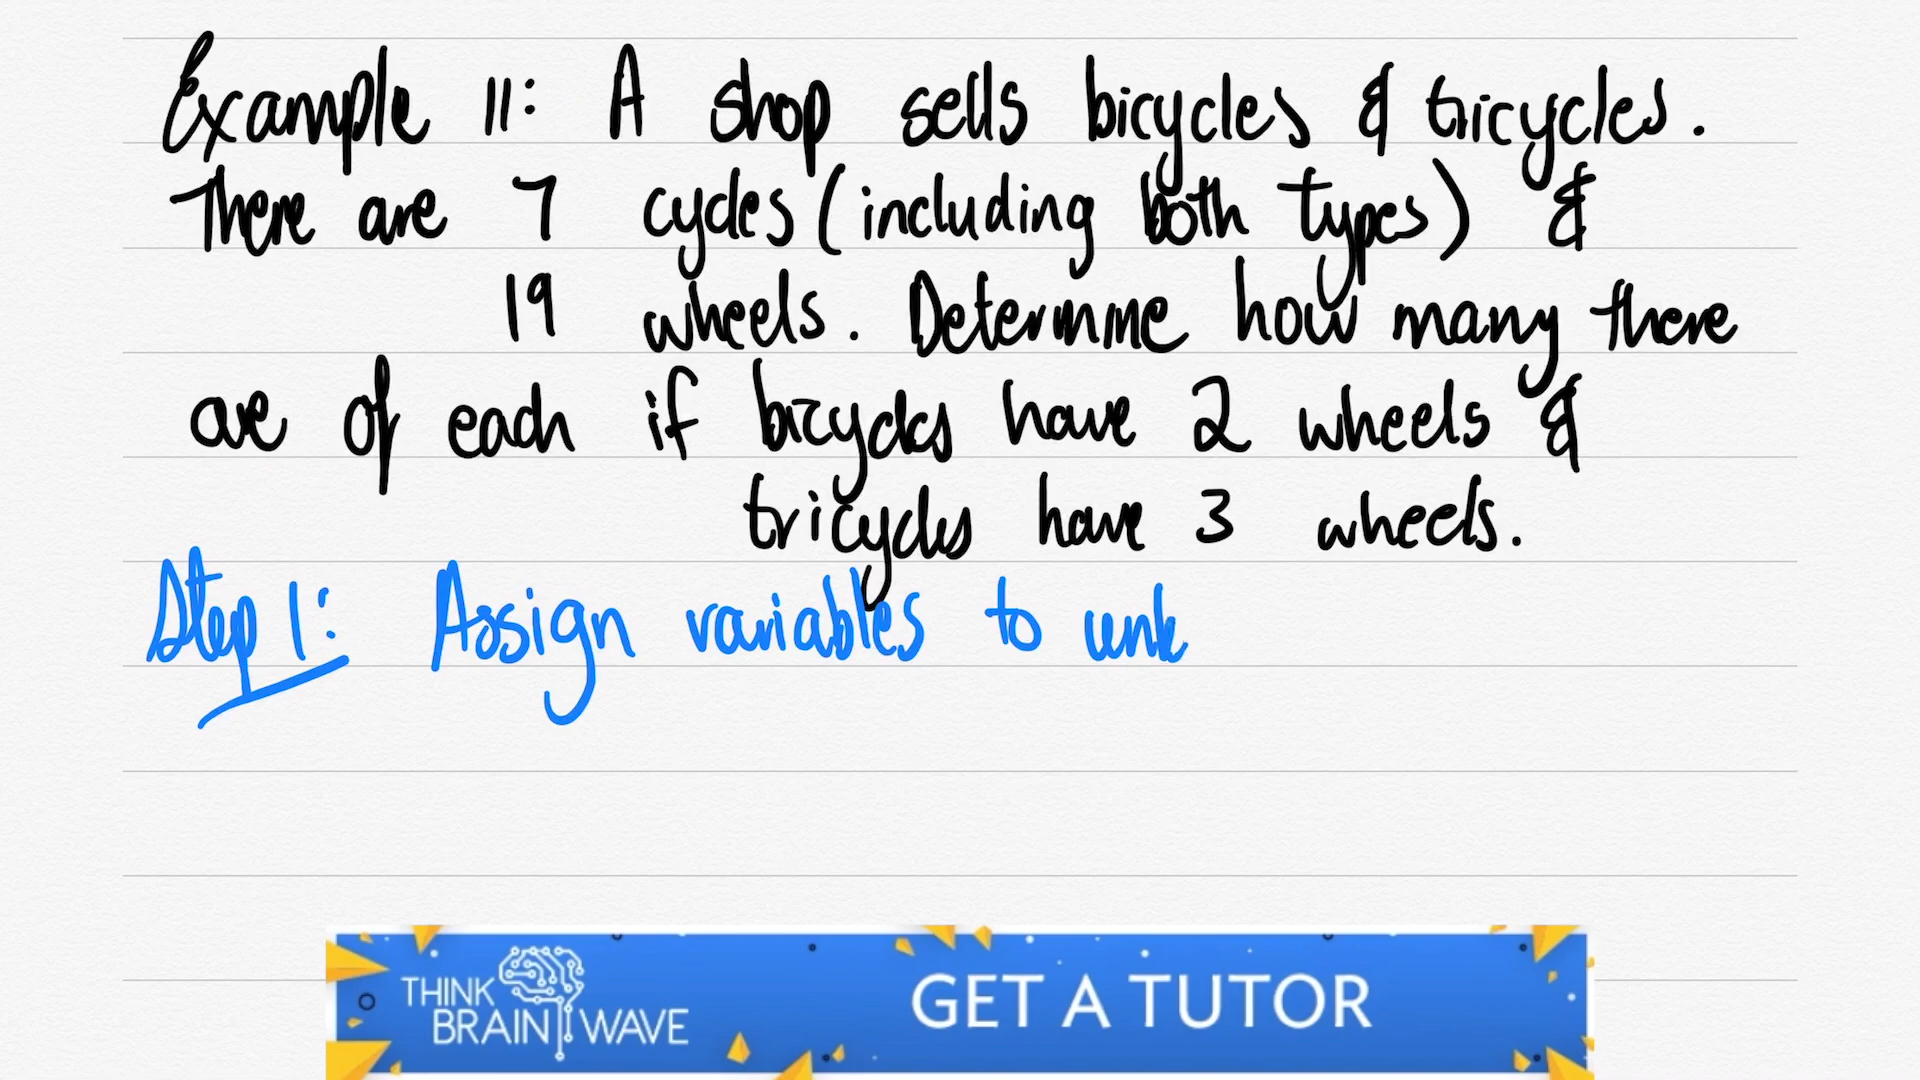 Example 11: A shop sells bicycles & tricycles.
There are 7 cycles (including both types) &
19 wheels. Determine how many there
are of each if bicycles have 2 wheels &
tricycles have 3 wheels.
Step 1: Assign variables to unk
THINK BRAIN WAVE
GET A TUTOR